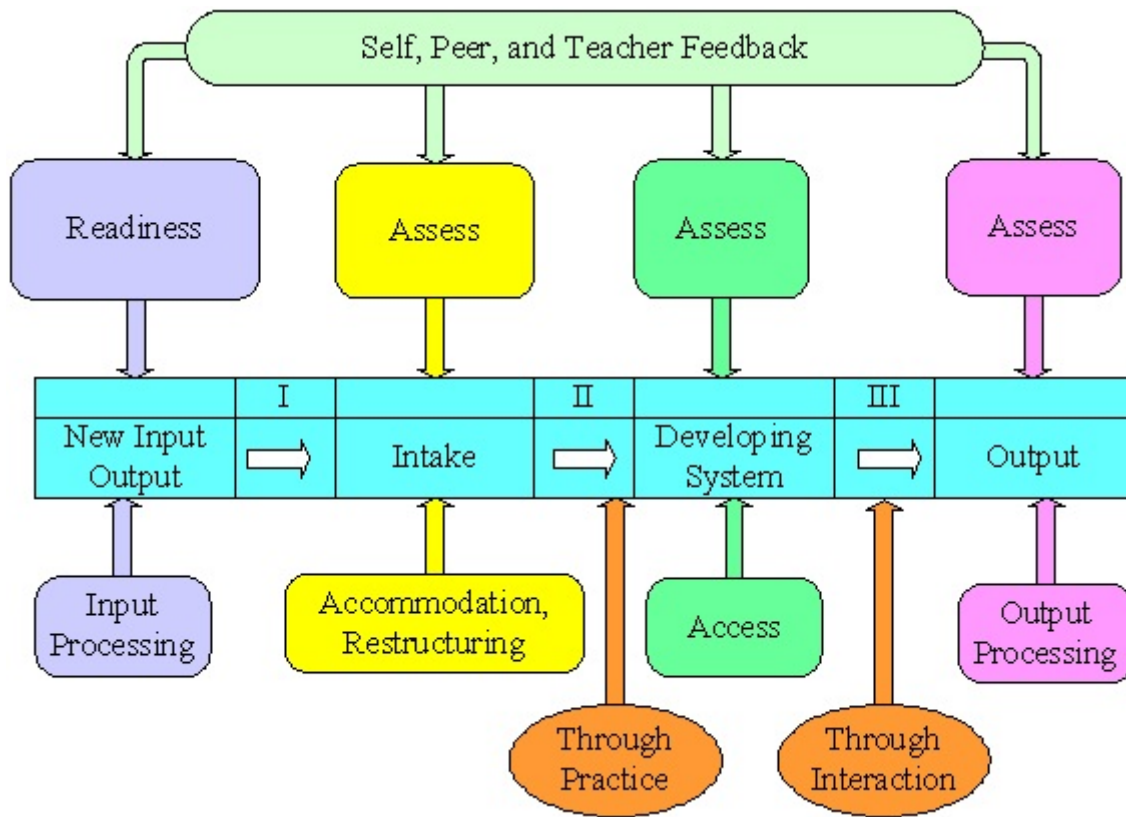 Self, Peer, and Teacher Feedback
Readiness
Assess
Assess
Assess
I
II
III
New Input
Output
Intake
Developing
System
Output
Input
Processing
Accommodation,
Restructuring
Access
Output
Processing
Through
Practice
Through
Interaction